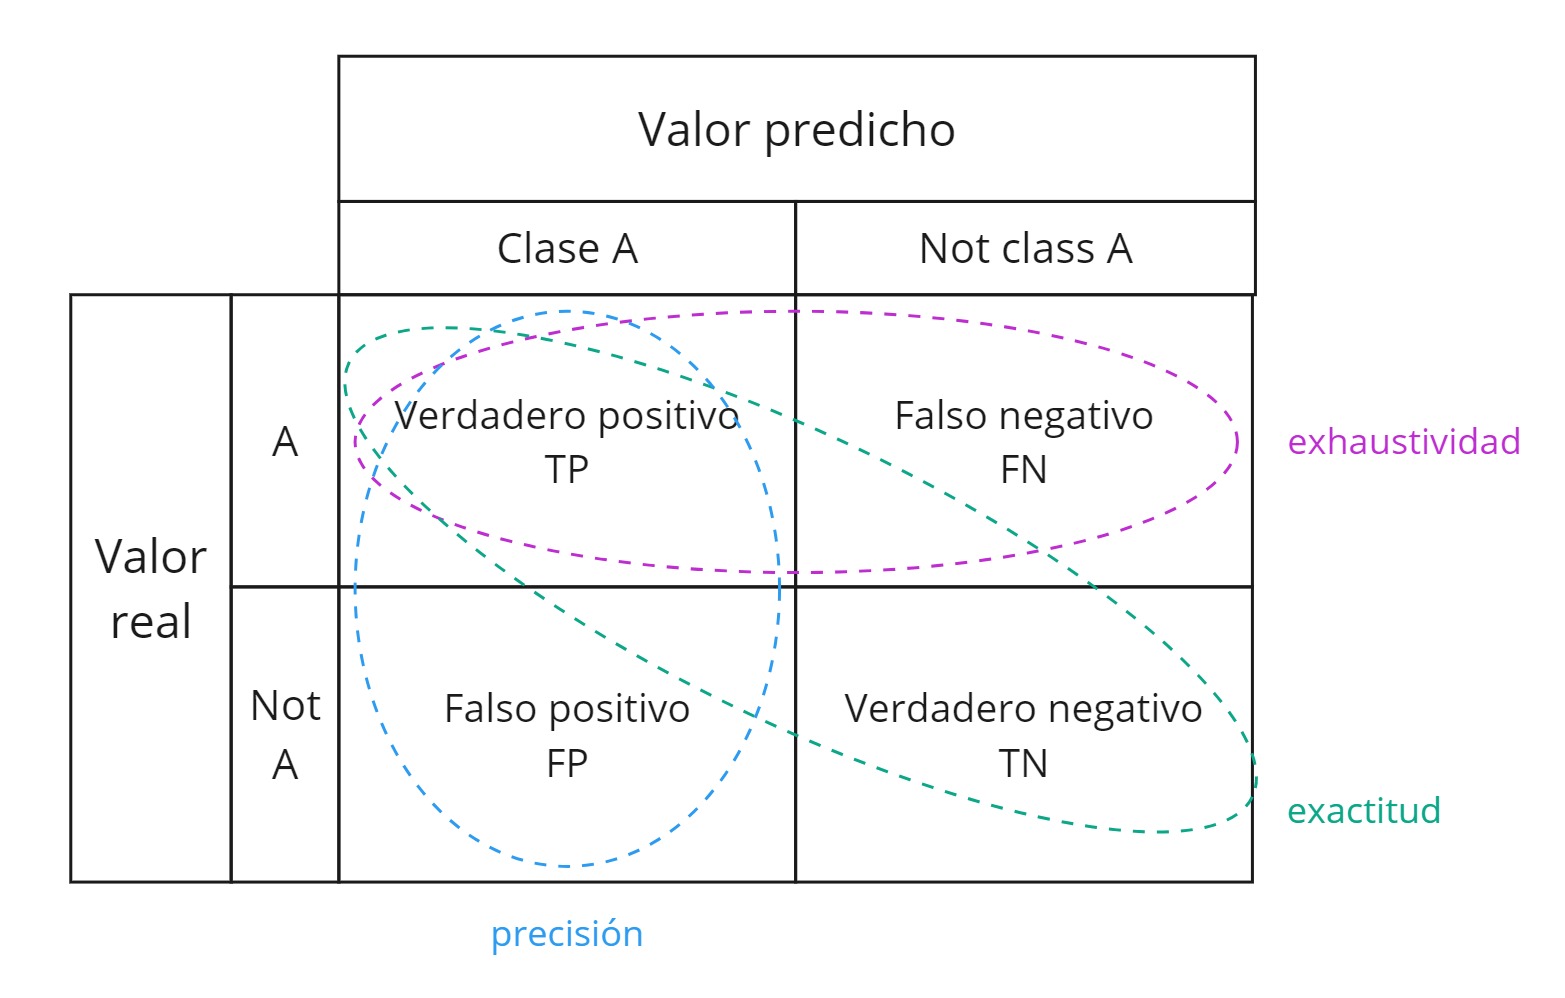 Valor predicho
Clase A
Not class A
Valor
real
A
Verdadero positivo
TP
Falso negativo
FN
exhaustividad
Not
A
Falso positivo
FP
Verdadero negativo
TN
exactitud
precisión